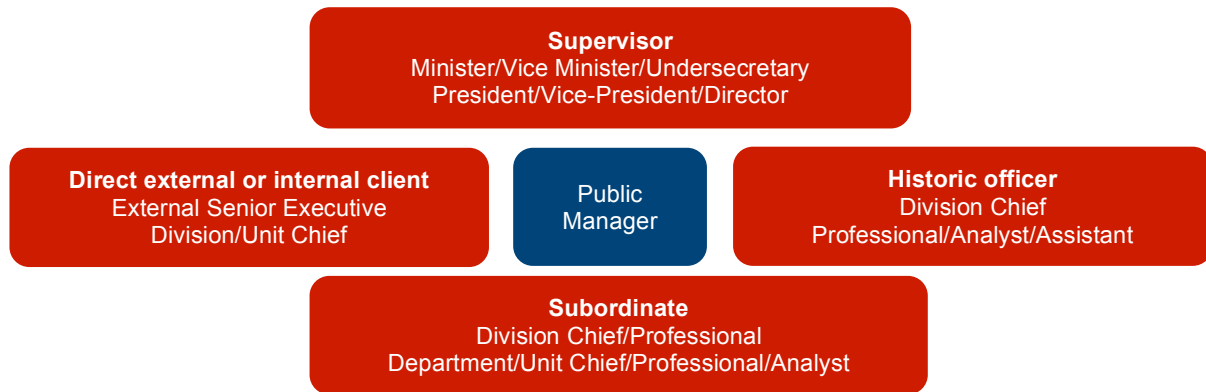 Supervisor
Minister/Vice Minister/Undersecretary
President/Vice-President/Director
Direct external or internal client
External Senior Executive
Division/Unit Chief
Public
Manager
Historic officer
Division Chief
Professional/Analyst/Assistant
Subordinate
Division Chief/Professional
Department/Unit Chief/Professional/Analyst